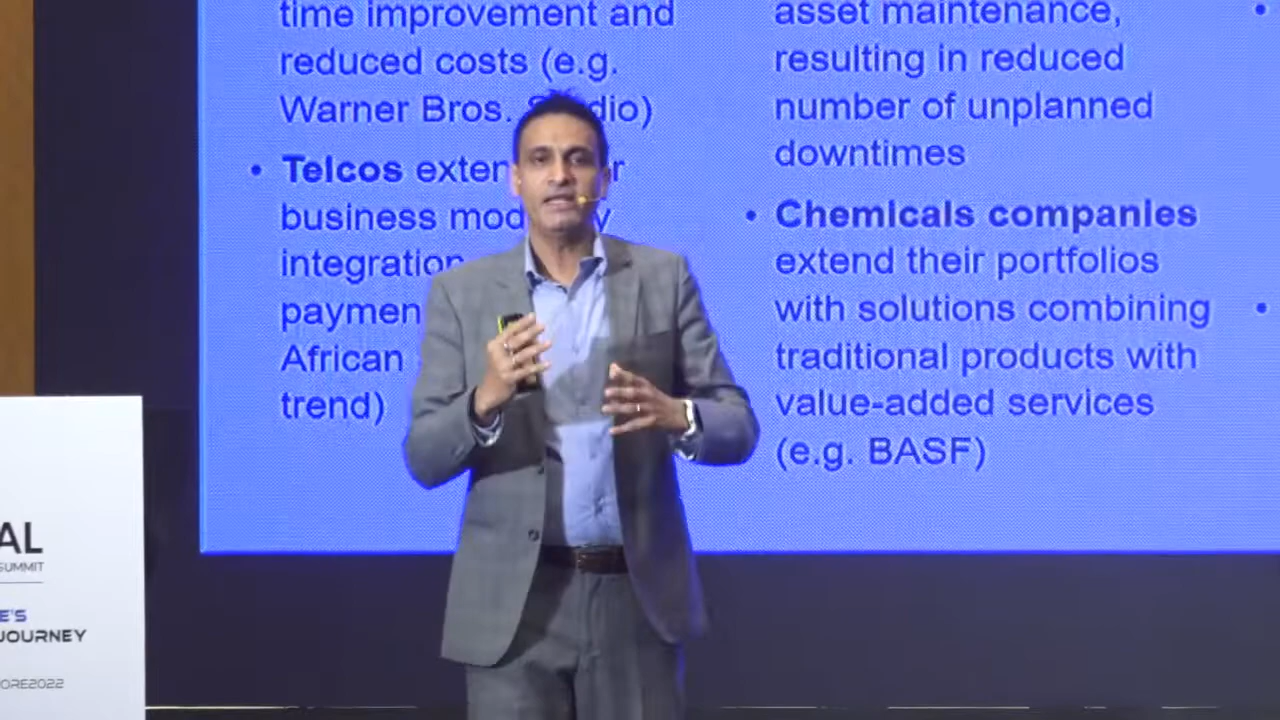 time improvement and
reduced costs (e.g.
Warner Bros.
• Telcos
business
integration
African
trend)
asset maintenance,
resulting in reduced
number of unplanned
downtimes
• Chemicals companies
extend their portfolios
with solutions combining
traditional products with
value-added services
(e.g. BASF)
•
•
AL
SUMMIT
E'S
JOURNEY
ORE2022